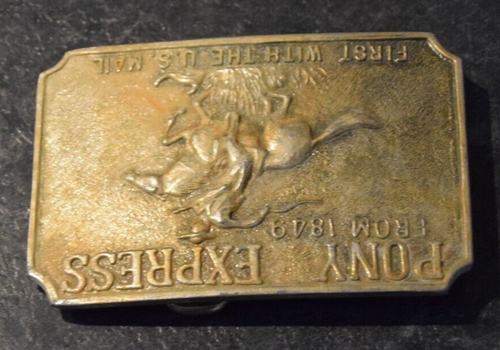 PONY EXPRESS
FROM 1849
FIRST WITH THE U.S. MAIL